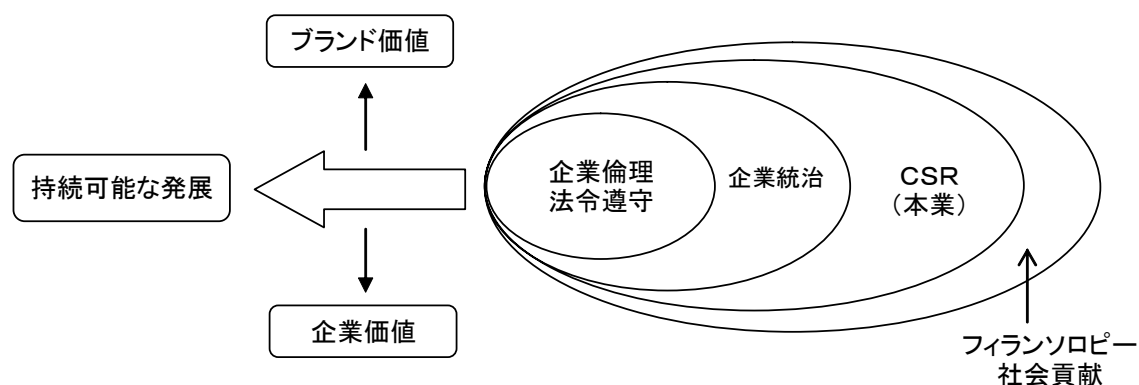 ブランド価値
持続可能な発展
企業価値
企業倫理
法令遵守
企業統治
CSR
（本業）
フィランソロピー
社会貢献